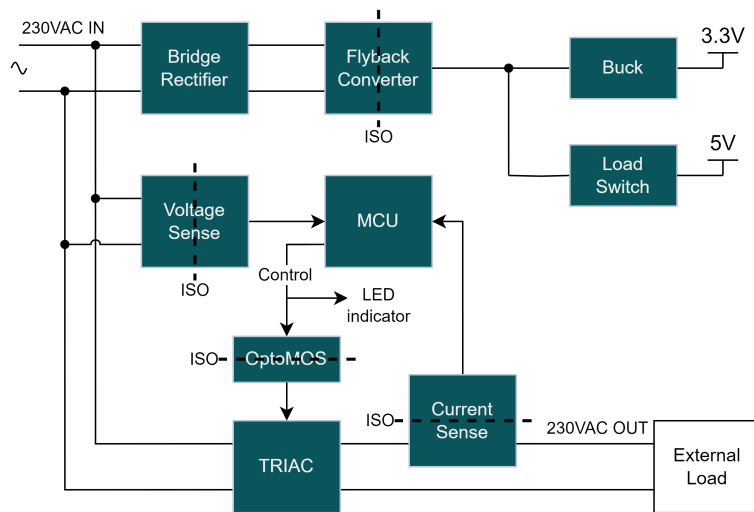 230VAC IN
Bridge
Rectifier
Flyback
Converter
ISO
Buck
3.3V
Load
Switch
5V
Voltage
Sense
ISO
MCU
Control
LED
indicator
ISO
OptoMOS
TRIAC
ISO
Current
Sense
230VAC OUT
External
Load